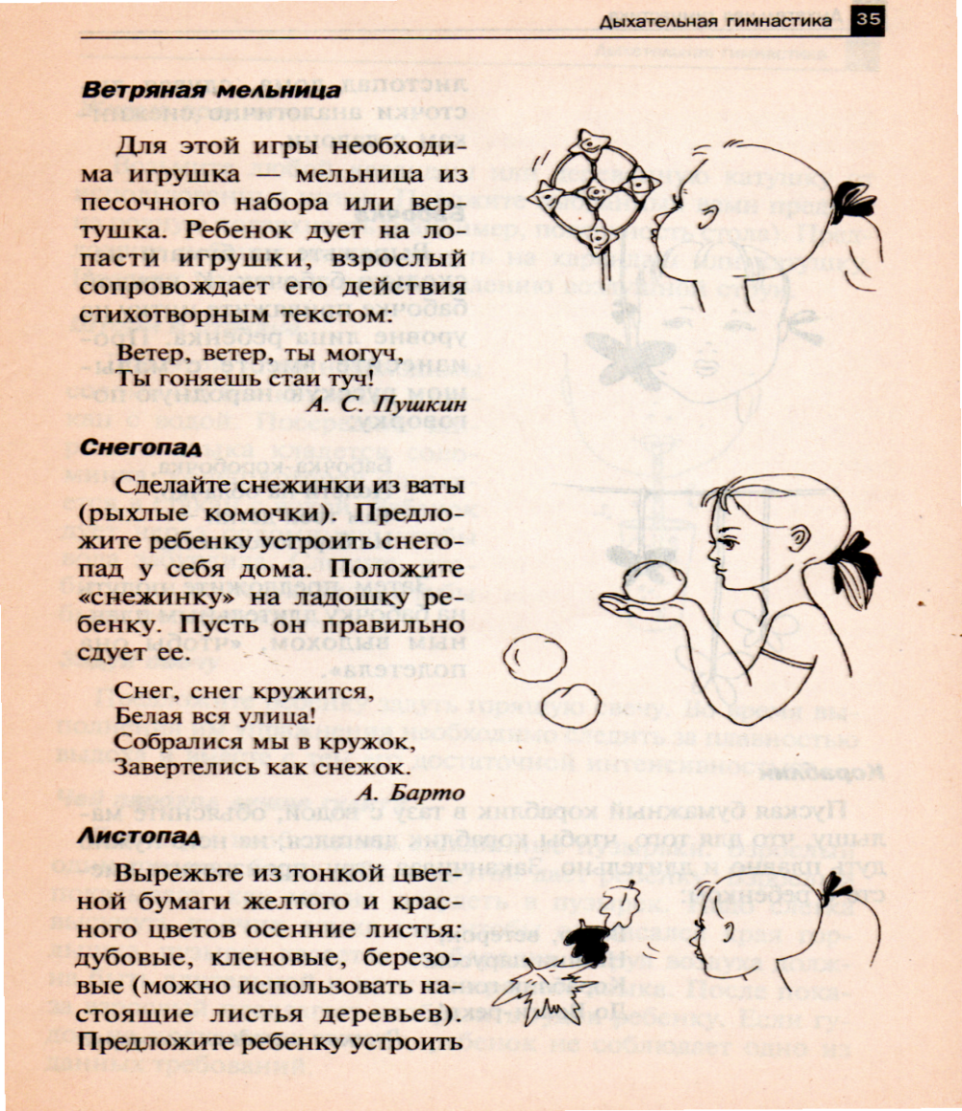 Дыхательная гимнастика 35
Ветряная мельница
Для этой игры необходи-
ма игрушка — мельница из
песочного набора или вер-
тушка. Ребенок дует на ло-
пасти игрушки, взрослый
сопровождает его действия
стихотворным текстом:
Ветер, ветер, ты могуч,
Ты гоняешь стаи туч!
А. С. Пушкин
Снегопад
Сделайте снежинки из ваты
(рыхлые комочки). Предло-
жите ребенку устроить снего-
пад у себя дома. Положите
«снежинку» на ладошку ре-
бенку. Пусть он правильно
сдует ее.
Снег, снег кружится,
Белая вся улица!
Собралися мы в кружок,
Завертелись как снежок.
А. Барто
Листопад
Вырежьте из тонкой цвет-
ной бумаги желтого и крас-
ного цветов осенние листья:
дубовые, кленовые, березо-
вые (можно использовать на-
стоящие листья деревьев).
Предложите ребенку устроить